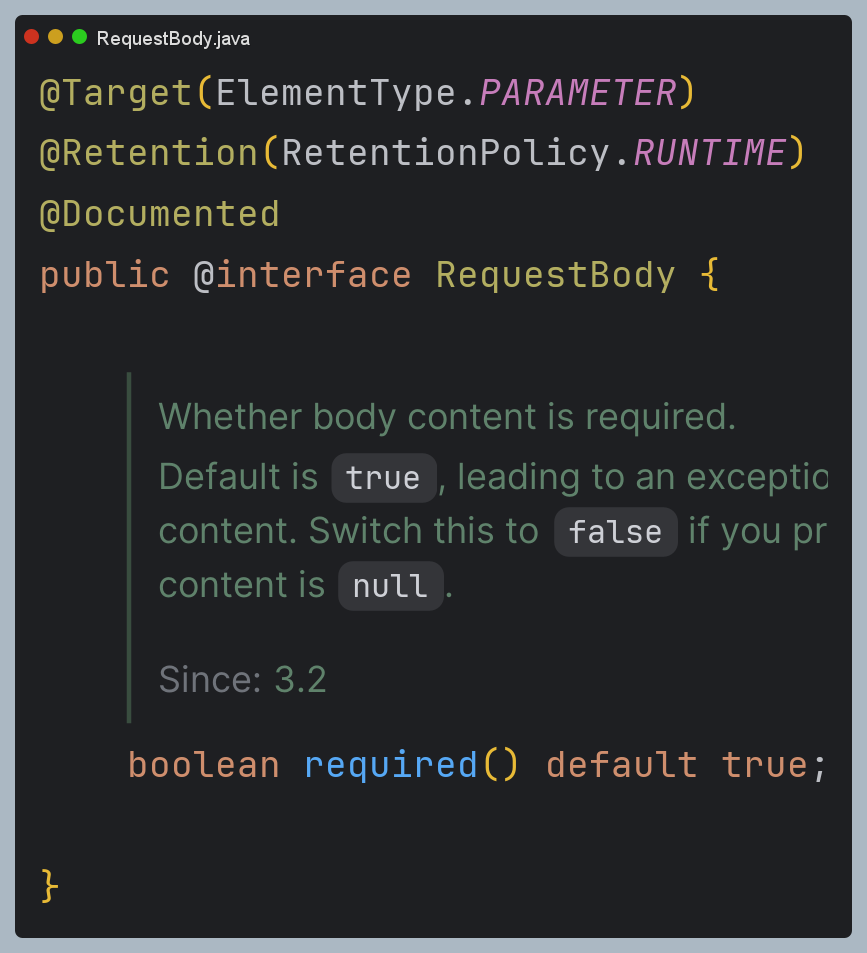 RequestBody.java
@Target(ElementType.PARAMETER)
@Retention(RetentionPolicy.RUNTIME)
@Documented
public @interface RequestBody {
Whether body content is required.
Default is true, leading to an exceptio
content. Switch this to false if you pr
content is null.
Since: 3.2
boolean required() default true;
}